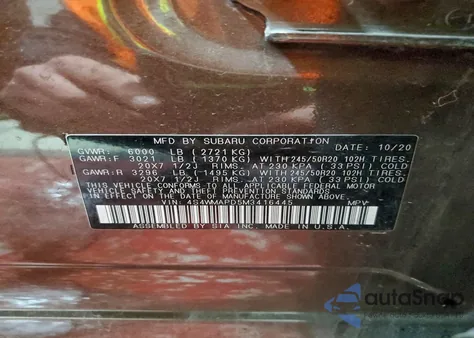 MFD BY SUBARU CORPORATION DATE: 10/20
GVWR: 6000 LB (2721 KG)
GAWR:F 3021 LB (1370 KG) WITH 245/50R20 102H TIRES.
20X7 1/2J RIMS. AT 230 KPA (33 PSI) COLD
GAWR:R 3296 LB (1495 KG) WITH 245/50R20 102H TIRES.
20X7 1/2J RIMS. AT 230 KPA (33 PSI) COLD
THIS VEHICLE CONFORMS TO ALL APPLICABLE FEDERAL MOTOR
VEHICLE SAFETY AND BUMPER STANDARDS
IN EFFECT ON THE DATE OF MANUFACTURE SHOWN ABOVE.
VIN: 4S4WMAPD5M3416445 MPV
ASSEMBLED BY SIA INC. MADE IN U.S.A.
autoSnap